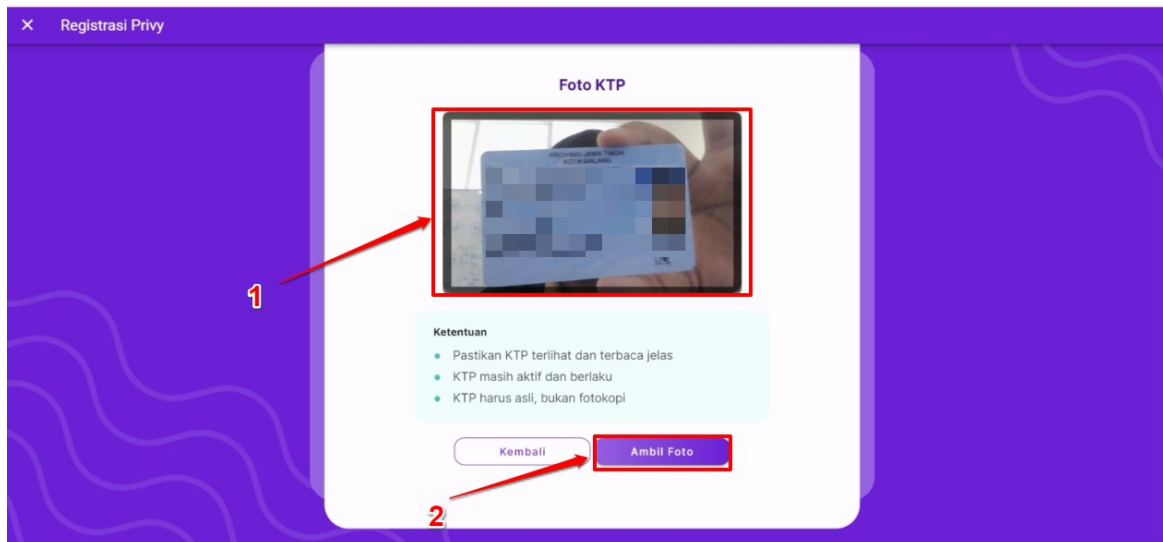 × Registrasi Privy
Foto KTP
PROVINSI JAWA TIMUR
KOTA MALANG
1
Ketentuan
• Pastikan KTP terlihat dan terbaca jelas
• KTP masih aktif dan berlaku
• KTP harus asli, bukan fotokopi
Kembali Ambil Foto
2